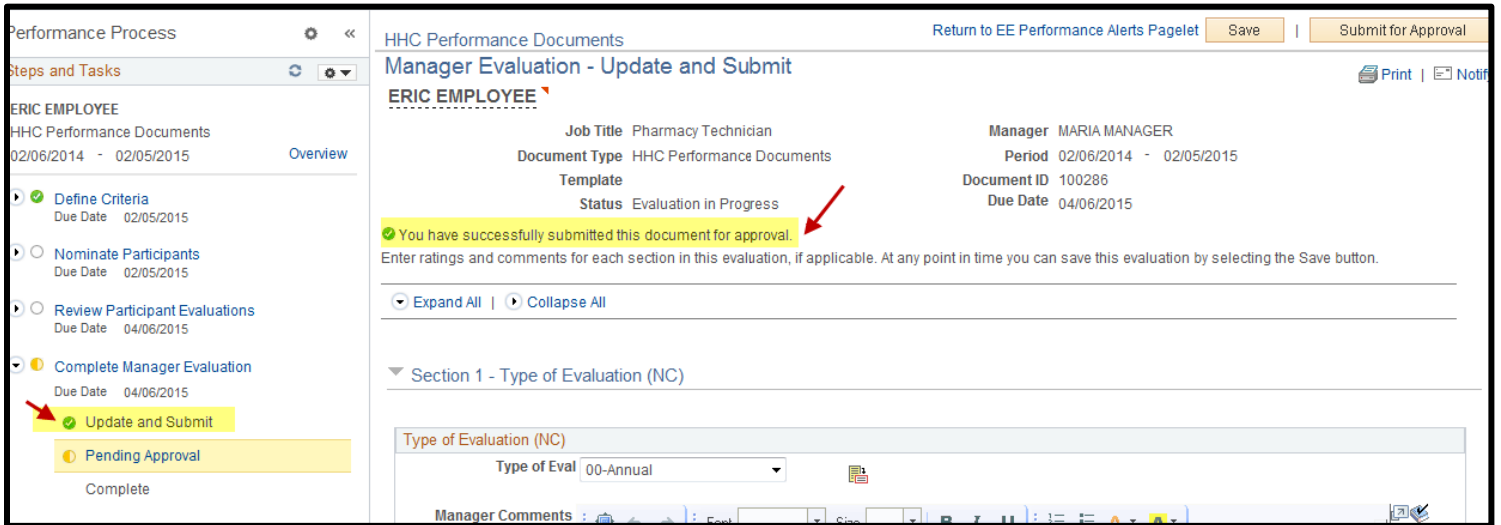 Performance Process
Steps and Tasks
ERIC EMPLOYEE
HHC Performance Documents
02/06/2014 - 02/05/2015 Overview
Define Criteria
Due Date 02/05/2015
Nominate Participants
Due Date 02/05/2015
Review Participant Evaluations
Due Date 04/06/2015
Complete Manager Evaluation
Due Date 04/06/2015
Update and Submit
Pending Approval
Complete
Return to EE Performance Alerts Pagelet Save | Submit for Approval
HHC Performance Documents
Manager Evaluation - Update and Submit
Print | Notify
ERIC EMPLOYEE
Job Title Pharmacy Technician Manager MARIA MANAGER
Document Type HHC Performance Documents Period 02/06/2014 - 02/05/2015
Template Document ID 100286
Status Evaluation in Progress Due Date 04/06/2015
You have successfully submitted this document for approval.
Enter ratings and comments for each section in this evaluation, if applicable. At any point in time you can save this evaluation by selecting the Save button.
Expand All | Collapse All
Section 1 - Type of Evaluation (NC)
Type of Evaluation (NC)
Type of Eval 00-Annual
Manager Comments Font Size B I U A A